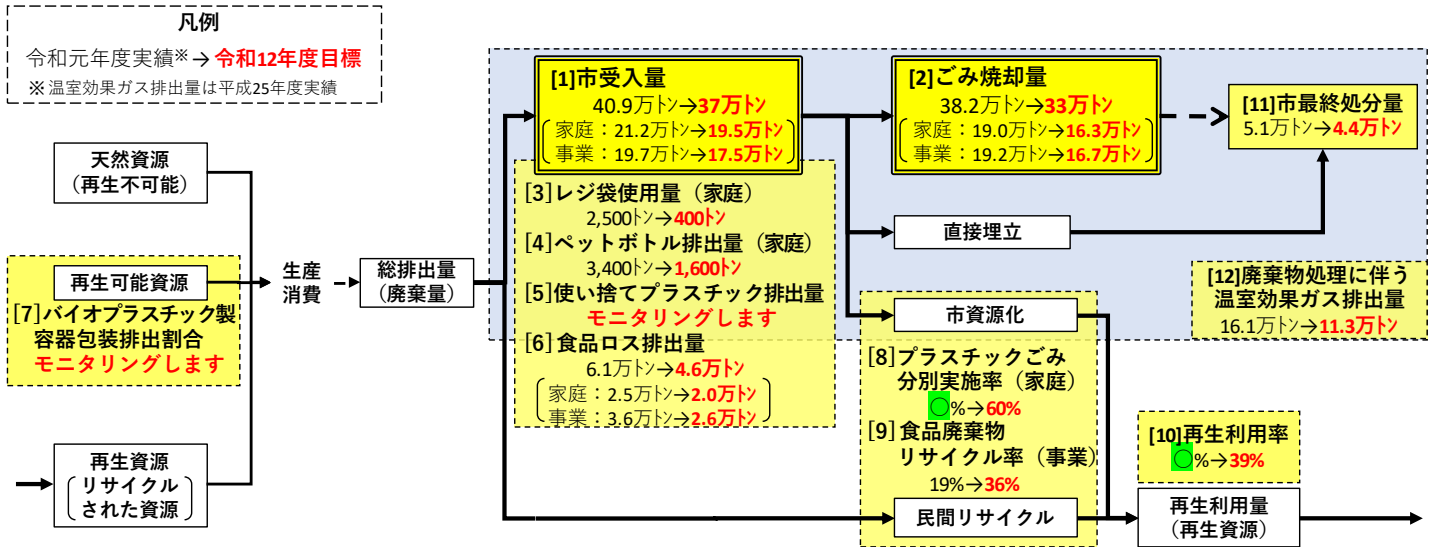 凡例
令和元年度実績※→令和12年度目標
※温室効果ガス排出量は平成25年度実績
天然資源
（再生不可能）
再生可能資源
[7]バイオプラスチック製
容器包装排出割合
モニタリングします
再生資源
リサイクル
された資源
生産
消費
総排出量
（廃棄量）
[1]市受入量
40.9万トン→37万トン
家庭：21.2万トン→19.5万トン
事業：19.7万トン→17.5万トン
[3]レジ袋使用量（家庭）
2,500トン→400トン
[4]ペットボトル排出量（家庭）
3,400トン→1,600トン
[5]使い捨てプラスチック排出量
モニタリングします
[6]食品ロス排出量
6.1万トン→4.6万トン
家庭：2.5万トン→2.0万トン
事業：3.6万トン→2.6万トン
[2]ごみ焼却量
38.2万トン→33万トン
家庭：19.0万トン→16.3万トン
事業：19.2万トン→16.7万トン
直接埋立
市資源化
[8]プラスチックごみ
分別実施率（家庭）
○%→60%
[9]食品廃棄物
リサイクル率（事業）
19%→36%
民間リサイクル
[11]市最終処分量
5.1万トン→4.4万トン
[12]廃棄物処理に伴う
温室効果ガス排出量
16.1万トン→11.3万トン
[10]再生利用率
○%→39%
再生利用量
（再生資源）